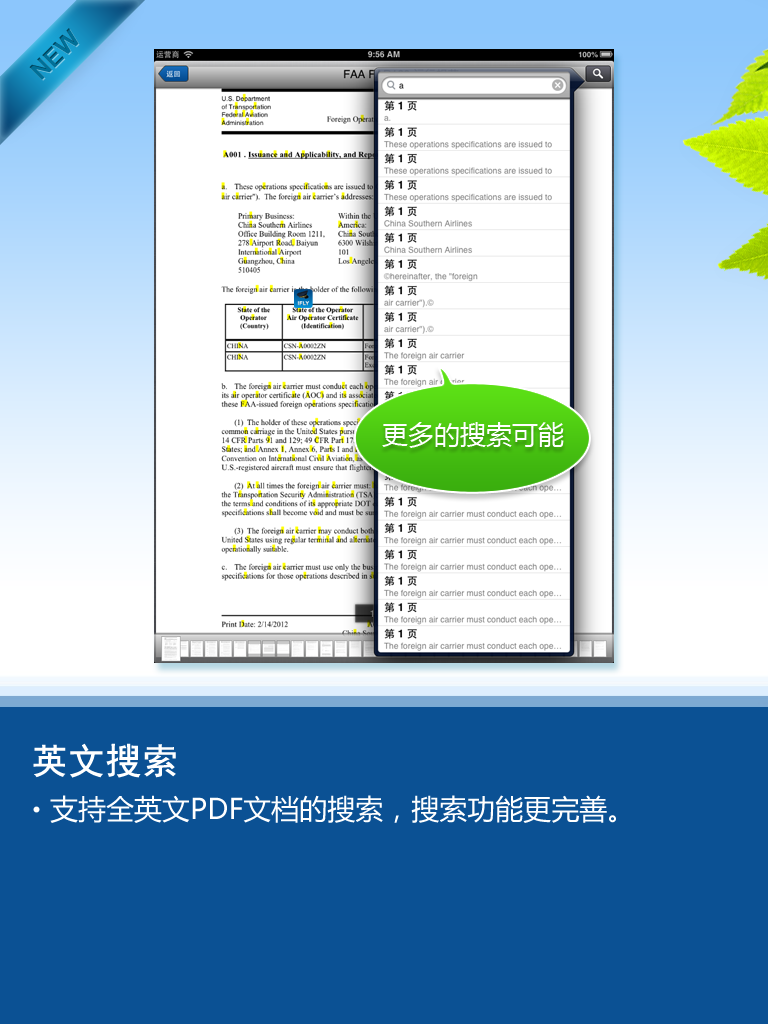 NEW
运营商
9:56 AM
100%
返回
FAA F
a
U.S. Department
of Transportation
Federal Aviation
Administration
Foreign Operat
A001 . Issuance and Applicability, and Repo
a. These operations specifications are issued to
air carrier"). The foreign air carrier's addresses:
Primary Business:
China Southern Airlines
Office Building Room 1211,
278 Airport Road, Baiyun
International Airport
Guangzhou, China
510405
Within the
America:
China South
6300 Wilsh
101
Los Angeles
The foreign air carrier is the holder of the followi
IFLY
State of the
Operator
(Country)
State of the Operator
Air Operator Certificate
(Identification)
CHINA
CSN-A0002ZN
CHINA
CSN-A0002ZN
b. The foreign air carrier must conduct each op
its air operator certificate (AOC) and its associat
these FAA-issued foreign operations specificatio
(1) The holder of these operations spec
common carriage in the United States pursu
14 CFR Parts 91 and 129; 49 CFR Part 17
States; and Annex 1, Annex 6, Parts I and
Convention on International Civil Aviation, as
U.S.-registered aircraft must ensure that flightcr
(2) At all times the foreign air carrier must
the Transportation Security Administration (TSA
the terms and conditions of its appropriate DOT
specifications shall become void and must be su
(3) The foreign air carrier may conduct both
United States using regular terminal and alternat
operationally suitable.
c. The foreign air carrier must use only the bus
specifications for those operations described in s
Print Date: 2/14/2012
China Sou
第 1 页
a.
第 1 页
These operations specifications are issued to
第 1 页
These operations specifications are issued to
第 1 页
These operations specifications are issued to
第 1 页
China Southern Airlines
第 1 页
China Southern Airlines
第 1 页
©hereinafter, the "foreign
第 1 页
air carrier").©
第 1 页
air carrier").©
第 1 页
The foreign air carrier
第 1 页
The foreign air carrier
更多的搜索可能
第 1 页
The foreign air carrier must conduct each ope...
第 1 页
The foreign air carrier must conduct each ope...
第 1 页
The foreign air carrier must conduct each ope...
第 1 页
The foreign air carrier must conduct each ope...
第 1 页
The foreign air carrier must conduct each ope...
第 1 页
The foreign air carrier must conduct each ope...
英文搜索
• 支持全英文PDF文档的搜索，搜索功能更完善。